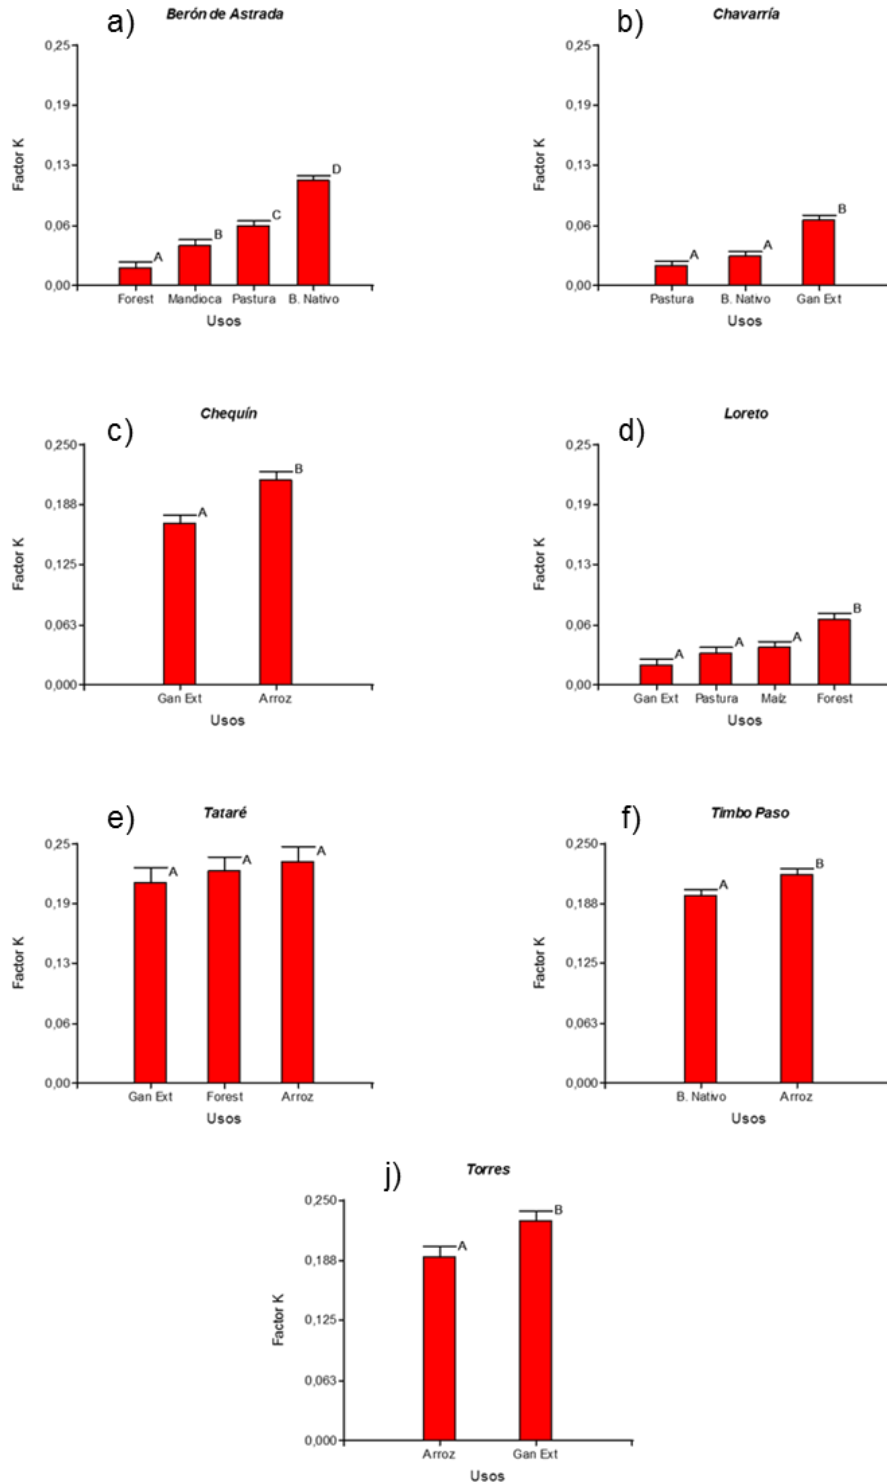 a)
Berón de Astrada
0,25
0,19
0,13
0,06
0,00
Factor K
A
B
C
D
Forest
Mandioca
Pastura
B. Nativo
Usos
b)
Chavarría
0,25
0,19
0,13
0,06
0,00
Factor K
A
A
B
Pastura
B. Nativo
Gan Ext
Usos
c)
Chequín
0,250
0,188
0,125
0,063
0,000
Factor K
A
B
Gan Ext
Arroz
Usos
d)
Loreto
0,250
0,19
0,13
0,06
0,00
Factor K
A
A
A
B
Gan Ext
Pastura
Maíz
Forest
Usos
e)
Tataré
0,25
0,19
0,13
0,06
0,00
Factor K
A
A
A
Gan Ext
Forest
Arroz
Usos
f)
Timbo Paso
0,250
0,188
0,125
0,063
0,000
Factor K
A
B
B. Nativo
Arroz
Usos
j)
Torres
0,250
0,188
0,125
0,063
0,000
Factor K
A
B
Arroz
Gan Ext
Usos